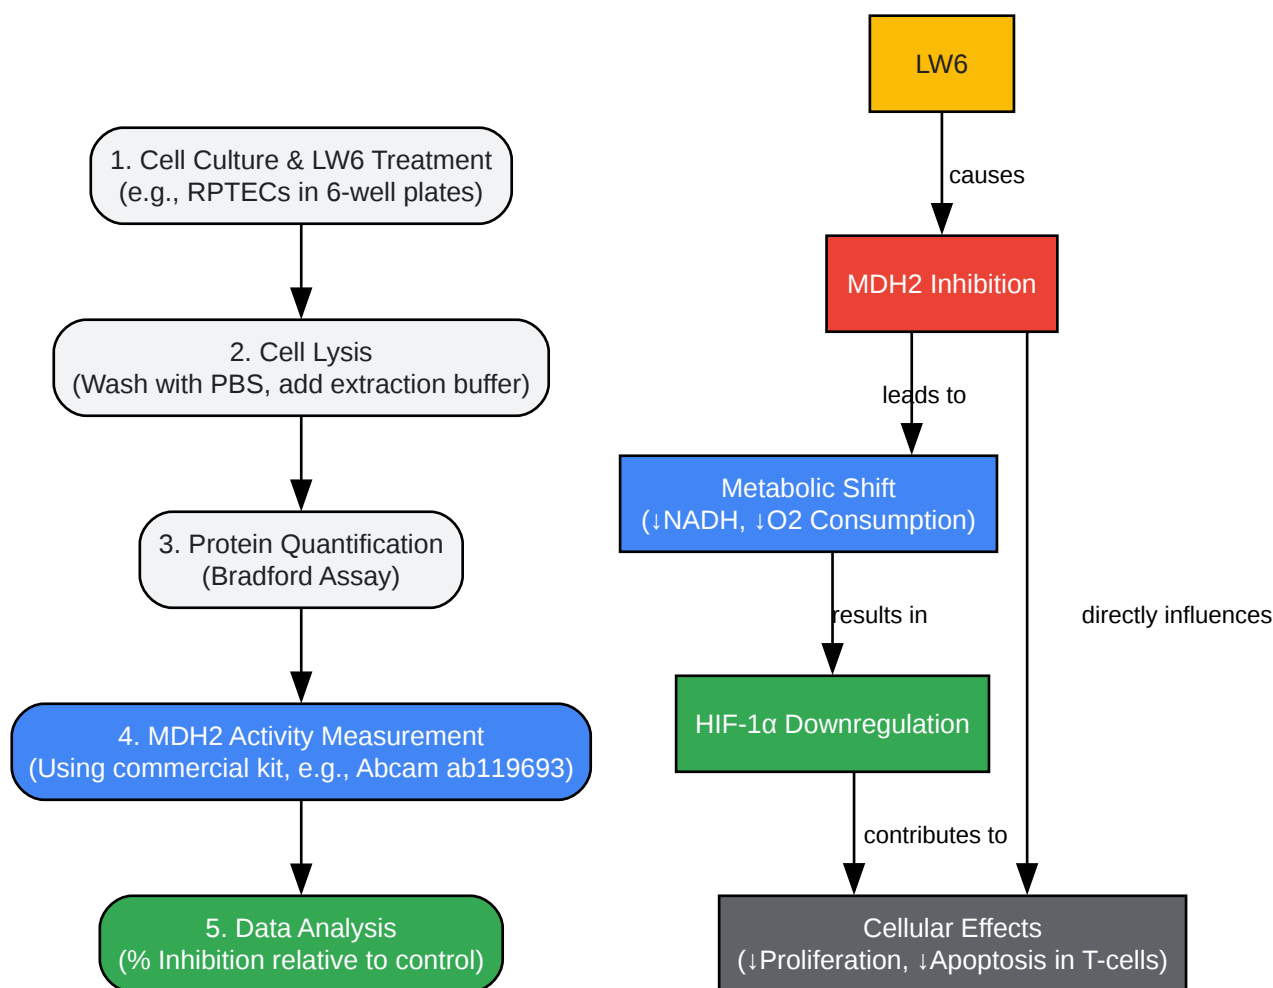 1. Cell Culture & LW6 Treatment
(e.g., RPTECs in 6-well plates)
2. Cell Lysis
(Wash with PBS, add extraction buffer)
3. Protein Quantification
(Bradford Assay)
4. MDH2 Activity Measurement
(Using commercial kit, e.g., Abcam ab119693)
5. Data Analysis
(% Inhibition relative to control)
LW6
causes
MDH2 Inhibition
leads to
Metabolic Shift
(↓NADH, ↓O2 Consumption)
results in
directly influences
HIF-1α Downregulation
contributes to
Cellular Effects
(↓Proliferation, ↓Apoptosis in T-cells)